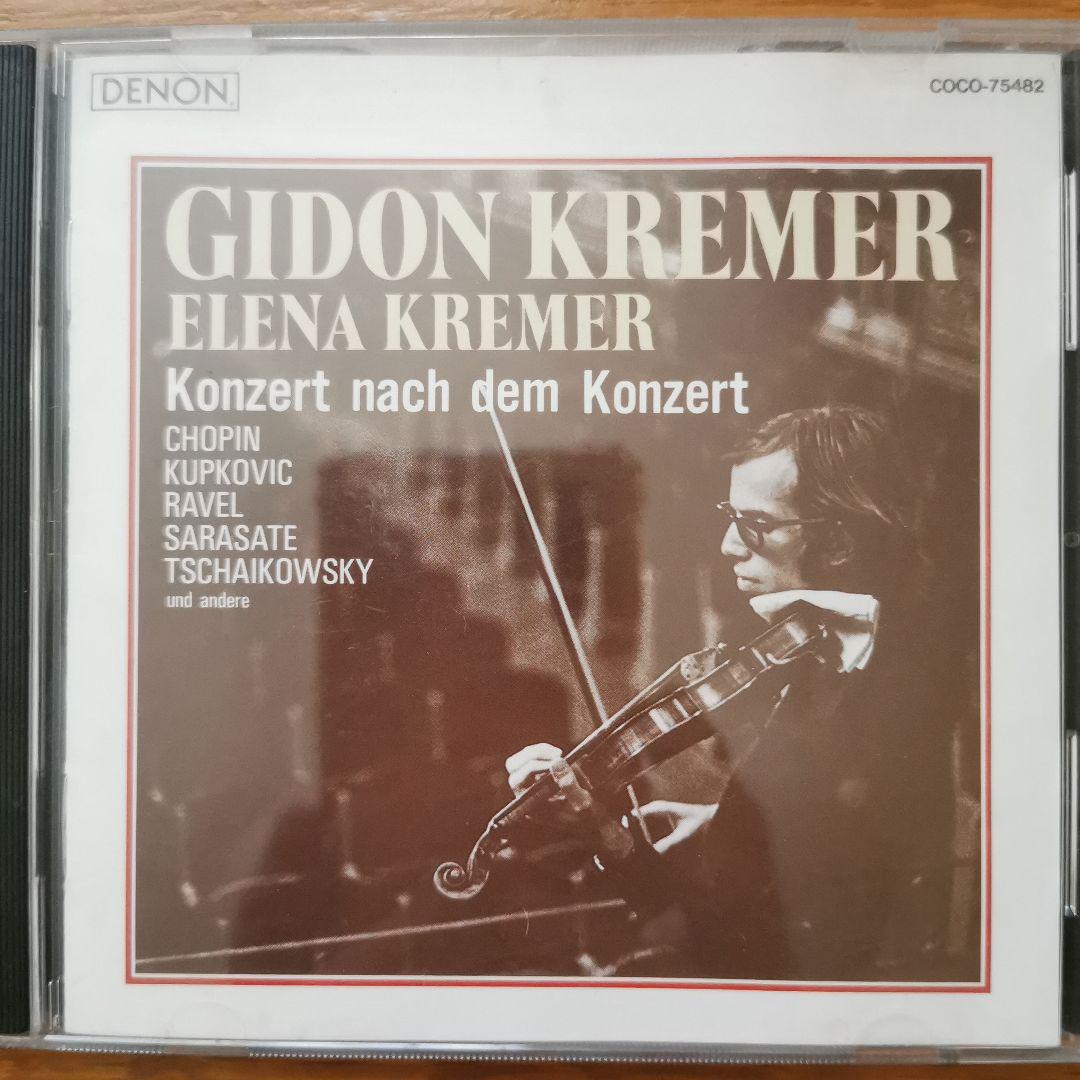 DENON
COCO-75482
GIDON KREMER
ELENA KREMER
Konzert nach dem Konzert
CHOPIN
KUPKOVIC
RAVEL
SARASATE
TSCHAIKOWSKY
und andere